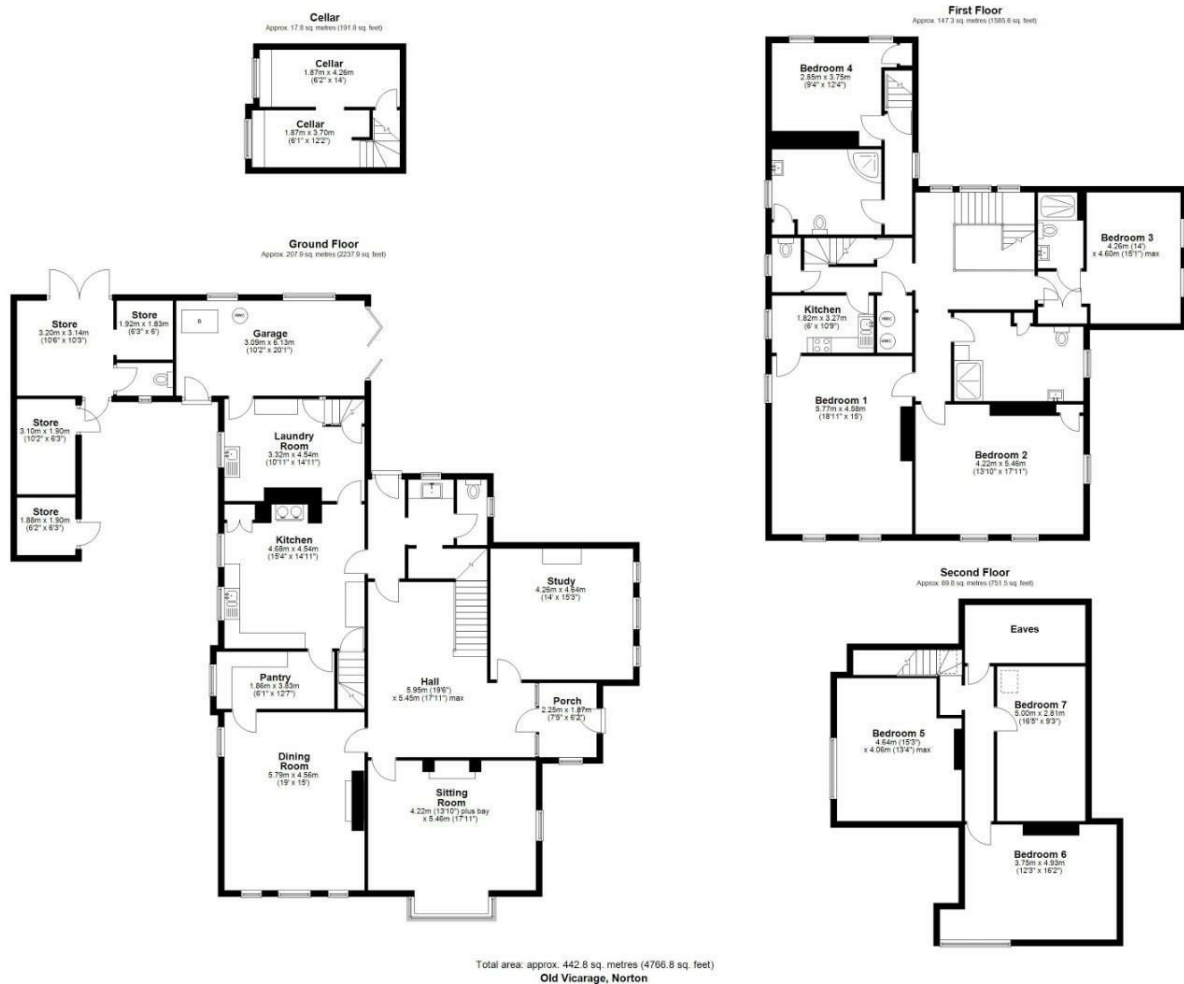 Cellar
Approx. 17.8 sq. metres (191.8 sq. feet)
Cellar
1.87m x 4.26m
(6'2" x 14')
Cellar
1.87m x 3.70m
(6'1" x 12'2")
Ground Floor
Approx. 207.9 sq. metres (2237.9 sq. feet)
Store
3.20m x 3.14m
(10'6" x 10'3")
Store
1.92m x 1.83m
(6'3" x 6')
B
HWC
Garage
3.09m x 6.13m
(10'2" x 20'1")
Store
3.10m x 1.90m
(10'2" x 6'3")
Laundry
Room
3.32m x 4.54m
(10'11" x 14'11")
Store
1.88m x 1.90m
(6'2" x 6'3")
Kitchen
4.68m x 4.54m
(15'4" x 14'11")
Study
4.26m x 4.64m
(14' x 15'3")
Pantry
1.86m x 3.83m
(6'1" x 12'7")
Hall
5.95m (19'6")
x 5.45m (17'11") max
Porch
2.25m x 1.87m
(7'5" x 6'2")
Dining
Room
5.79m x 4.56m
(19' x 15')
Sitting
Room
4.22m (13'10") plus bay
x 5.46m (17'11")
First Floor
Approx. 147.3 sq. metres (1585.6 sq. feet)
Bedroom 4
2.85m x 3.75m
(9'4" x 12'4")
Bedroom 3
4.26m (14')
x 4.60m (15'1") max
Kitchen
1.82m x 3.27m
(6' x 10'9")
HWC
HWC
Bedroom 1
5.77m x 4.58m
(18'11" x 15')
Bedroom 2
4.22m x 5.46m
(13'10" x 17'11")
Second Floor
Approx. 69.8 sq. metres (751.5 sq. feet)
Eaves
Bedroom 7
5.00m x 2.81m
(16'5" x 9'3")
Bedroom 5
4.64m (15'3")
x 4.06m (13'4") max
Bedroom 6
3.75m x 4.93m
(12'3" x 16'2")
Total area: approx. 442.8 sq. metres (4766.8 sq. feet)
Old Vicarage, Norton